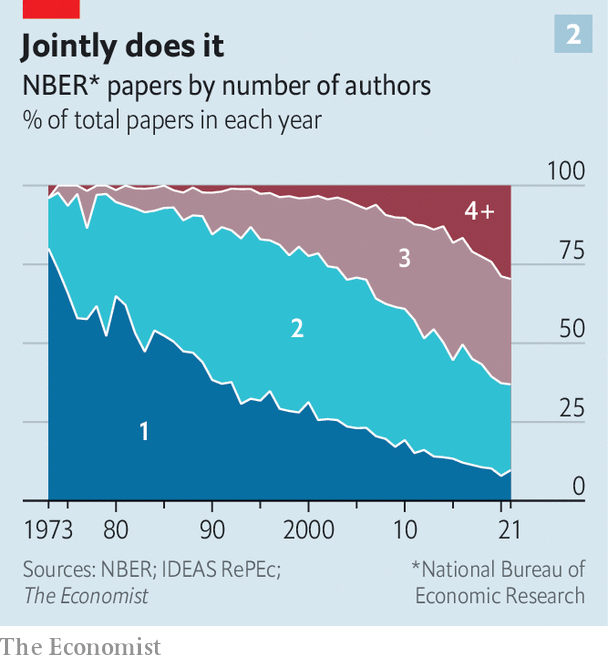 Jointly does it
2
NBER* papers by number of authors
% of total papers in each year
100
4+
3
75
2
50
25
1
0
1973 80 90 2000 10 21
Sources: NBER; IDEAS RePEc;
The Economist
*National Bureau of
Economic Research
The Economist